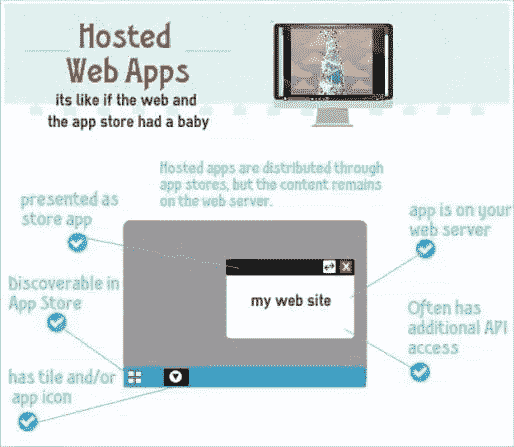 Hosted
Web Apps
its like if the web and
the app store had a baby
Hosted apps are distributed through
app stores, but the content remains
on the web server.
presented as
store app
app is on your
web server
my web site
Discoverable in
App Store
Often has
additional API
access
has tile and/or
app icon